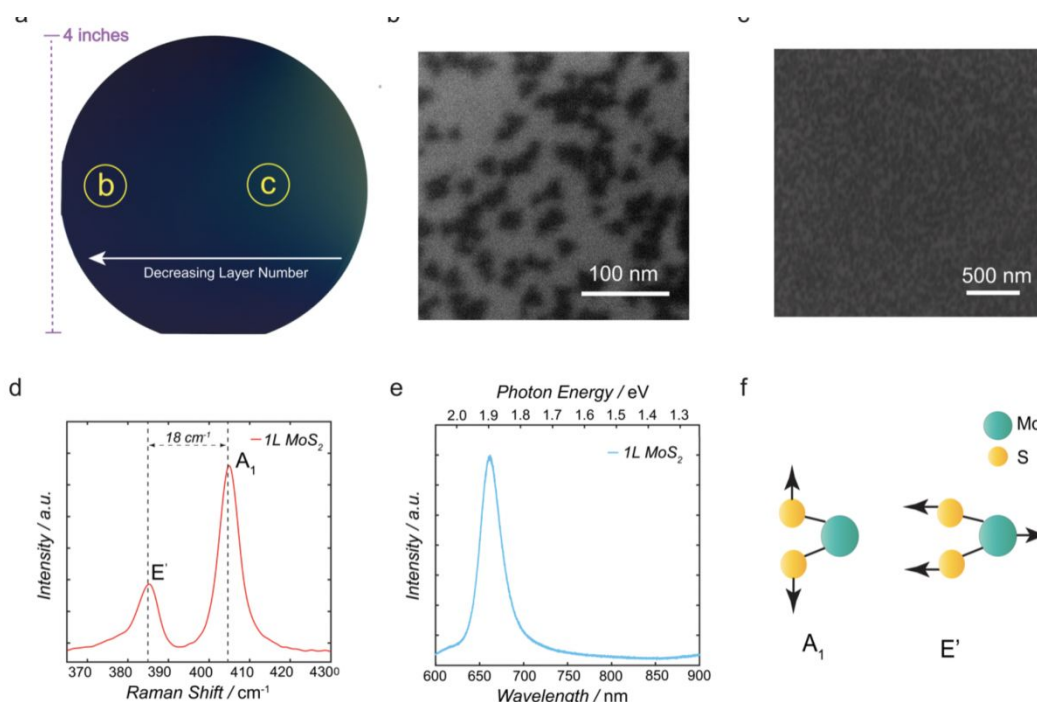 a
b
c
4 inches
b
c
Decreasing Layer Number
100 nm
500 nm
d
18 cm⁻¹
1L MoS₂
A₁
E'
Intensity / a.u.
370 380 390 400 410 420 4300
Raman Shift / cm⁻¹
e
Photon Energy / eV
2.0 1.9 1.8 1.7 1.6 1.5 1.4 1.3
1L MoS₂
Intensity / a.u.
600 650 700 750 800 850 900
Wavelength / nm
f
Mo
S
A₁
E'